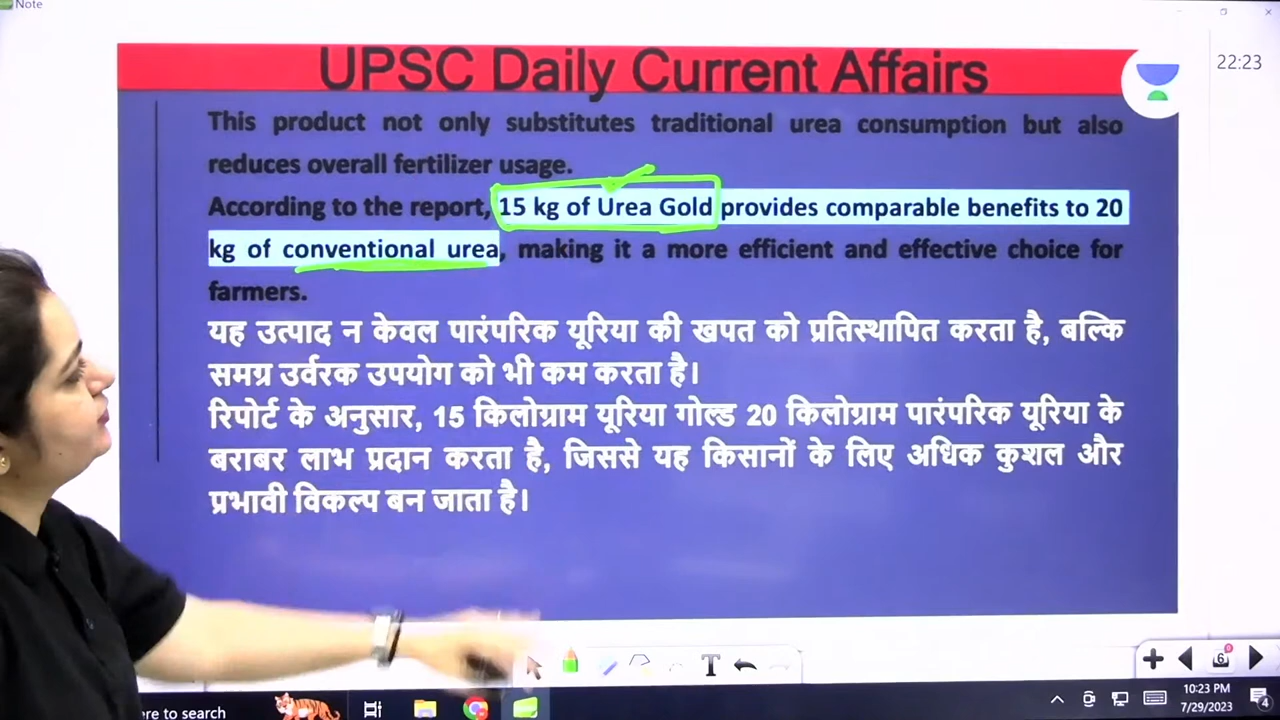 Note
UPSC Daily Current Affairs
22:23
This product not only substitutes traditional urea consumption but also
reduces overall fertilizer usage.
According to the report, 15 kg of Urea Gold provides comparable benefits to 20
kg of conventional urea, making it a more efficient and effective choice for
farmers.
यह उत्पाद न केवल पारंपरिक यूरिया की खपत को प्रतिस्थापित करता है, बल्कि
समग्र उर्वरक उपयोग को भी कम करता है।
रिपोर्ट के अनुसार, 15 किलोग्राम यूरिया गोल्ड 20 किलोग्राम पारंपरिक यूरिया के
बराबर लाभ प्रदान करता है, जिससे यह किसानों के लिए अधिक कुशल और
प्रभावी विकल्प बन जाता है।
T
6
ere to search
10:23 PM
7/29/2023
4